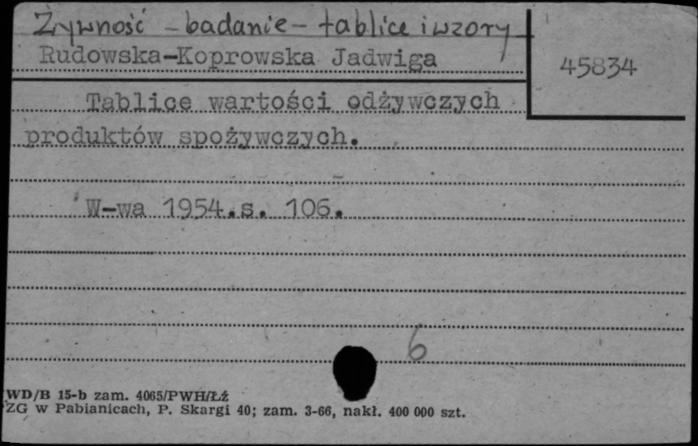 Żywność - badanie - tablice i wzory
Rudowska-Koprowska Jadwiga
45834
Tablice wartości odżywczych
produktów spożywczych.
W-wa 1954.s. 106.
6
WD/B 15-b zam. 4065/PWH/Łź
ZG w Pabianicach, P. Skargi 40; zam. 3-66, nakł. 400 000 szt.